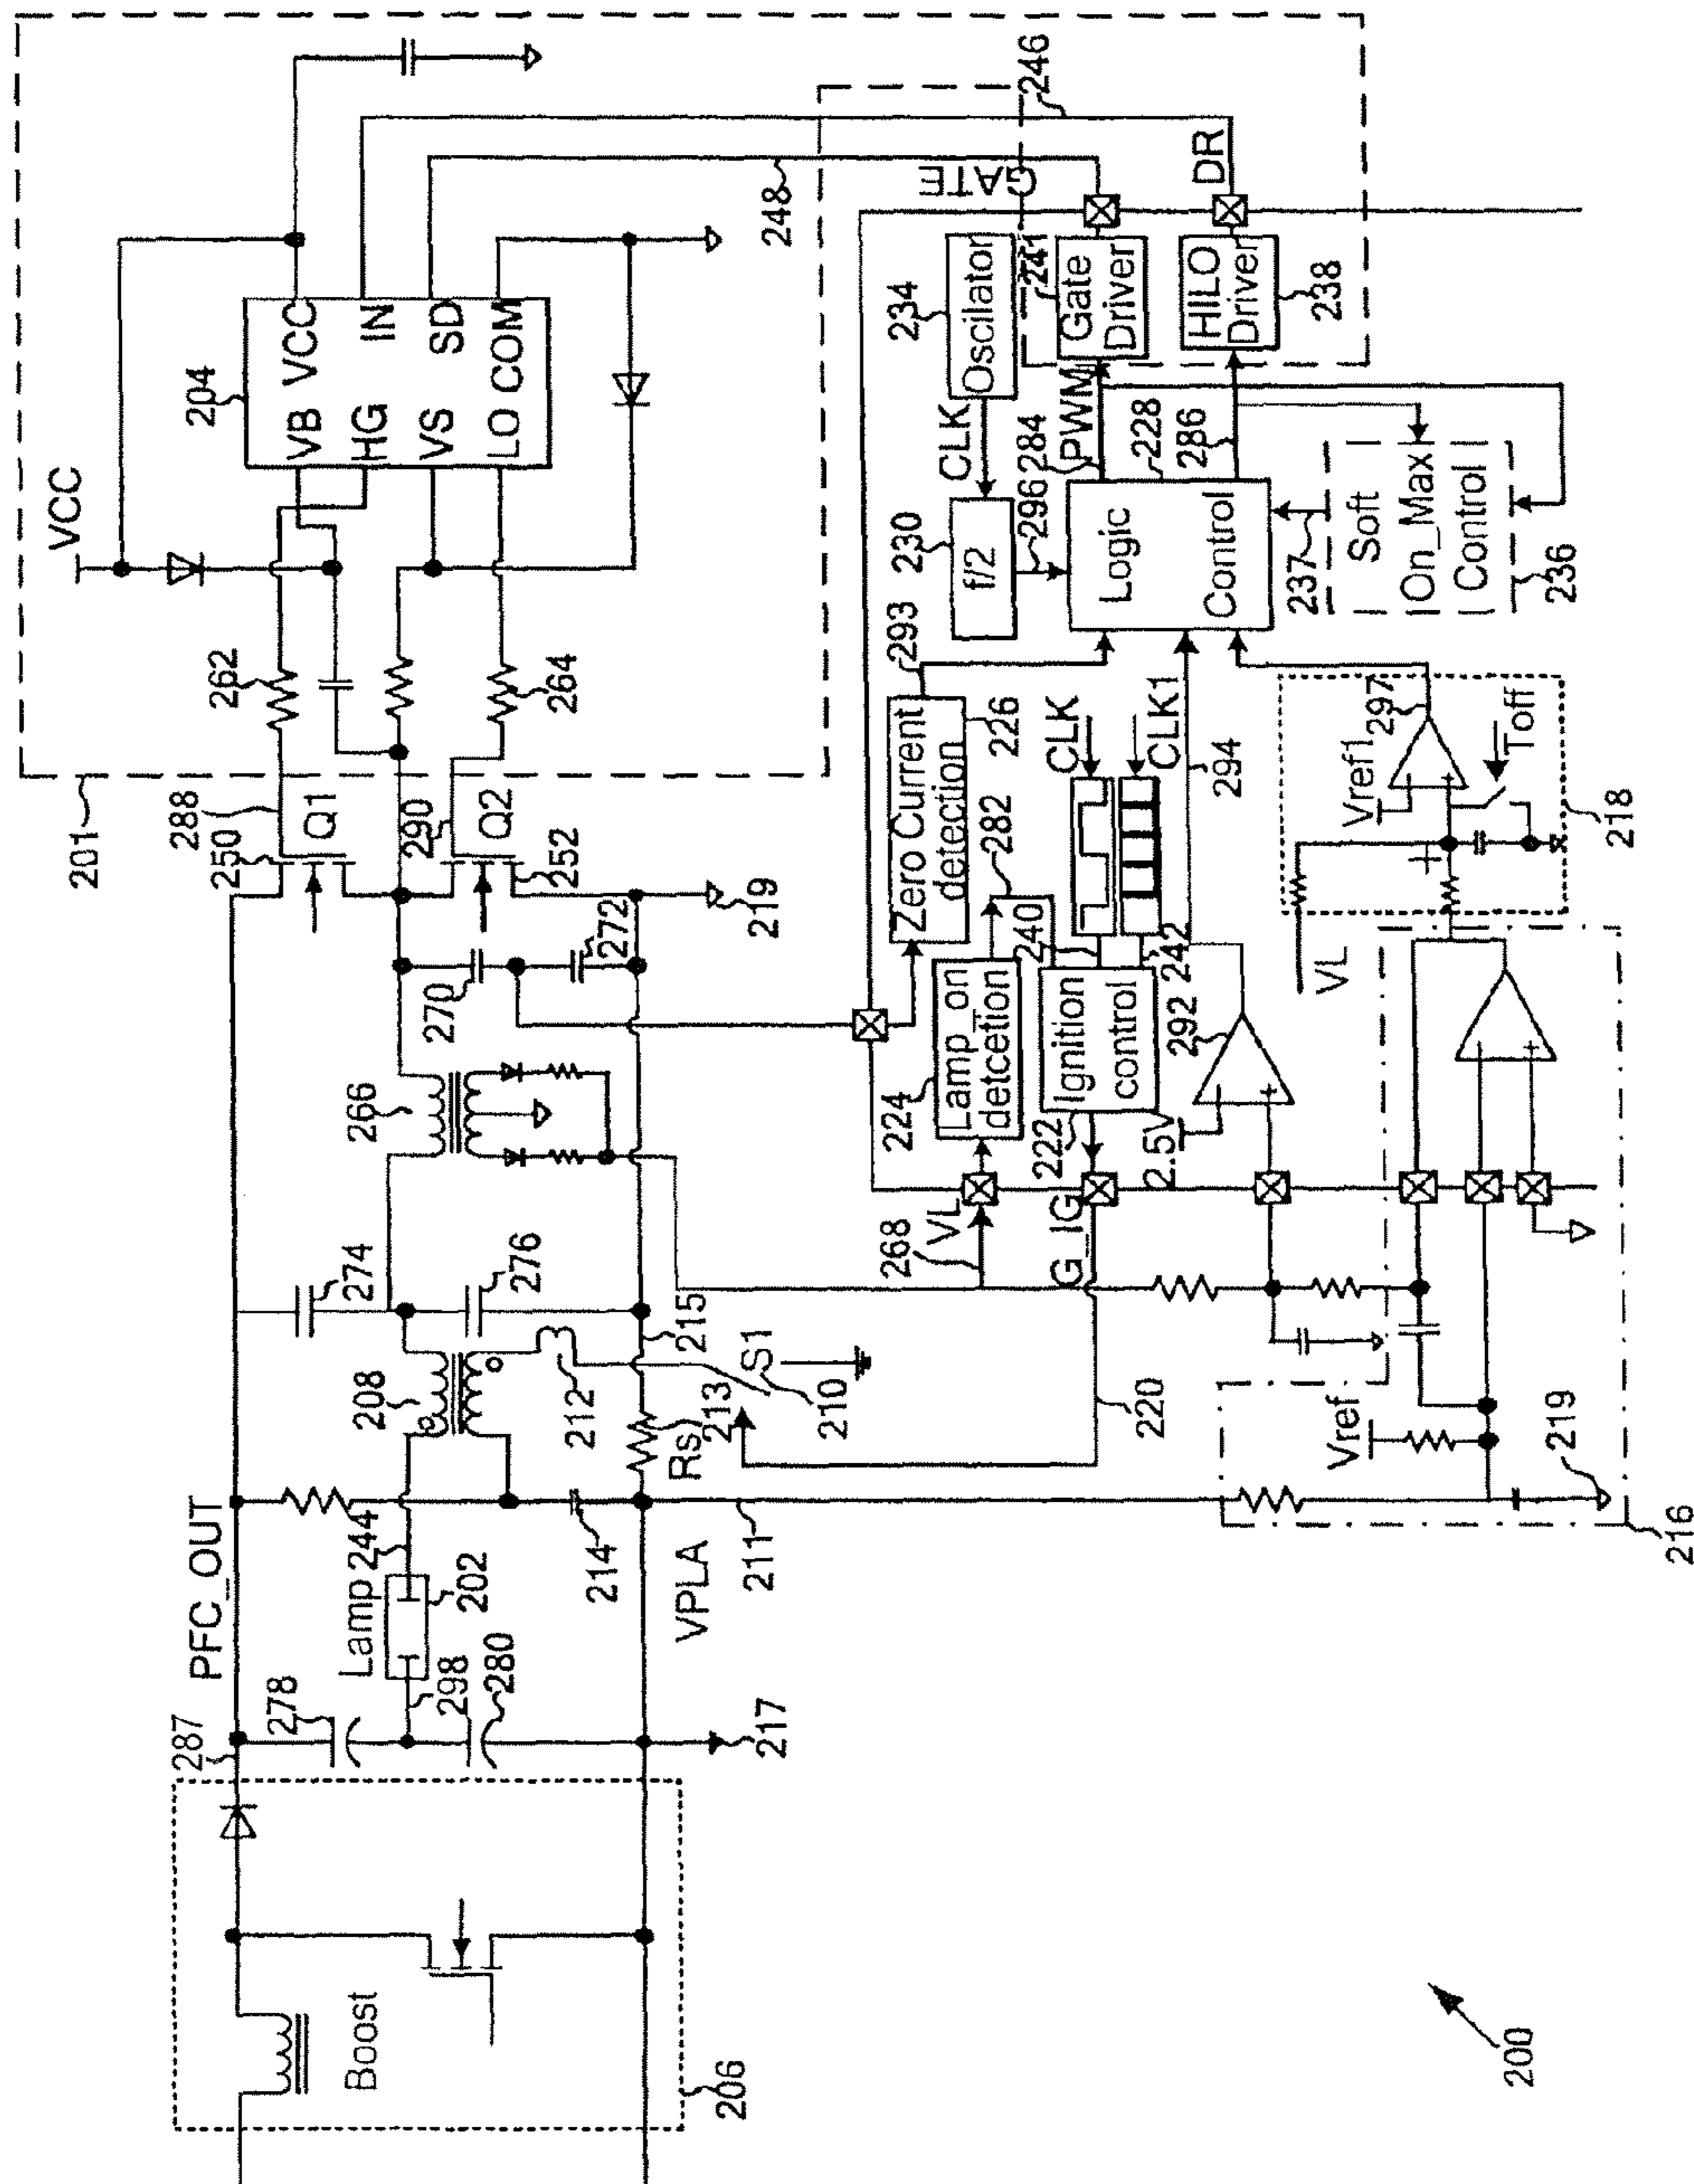 VCC
204
VB VCC
HG IN
VS SD
LO COM
262
264
201
246
248
GATE
DR
288
250
Q1
290
Q2
252
219
270
272
266
274
276
208
212
213
215
S1
210
Rs
PFC_OUT
244
Lamp
202
214
VPLA
211
298
278
280
287
217
Boost
206
200
234
Oscilator
CLK
230
f/2
296
241
Gate
Driver
PWM
284
HILO
Driver
238
228
286
Logic
Control
237
Soft
On_Max
Control
236
293
Zero Current
detection
226
282
CLK
CLK1
240
242
294
224
Lamp_on
detcetion
222
Ignition
control
292
2.5V
VL
268
G_IG
220
Vref1
297
Toff
218
VL
Vref
219
216